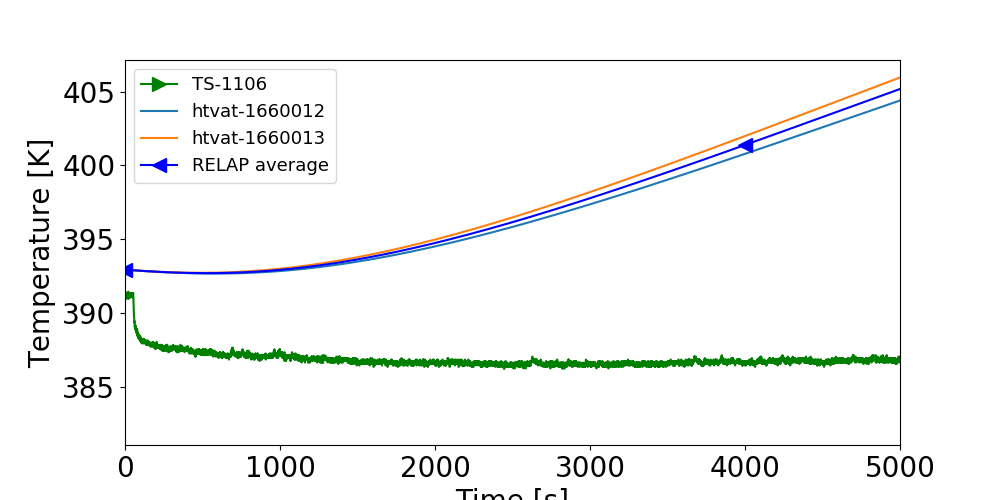 TS-1106
htvat-1660012
htvat-1660013
RELAP average
Temperature [K]
405
400
395
390
385
0 1000 2000 3000 4000 5000
Time [s]